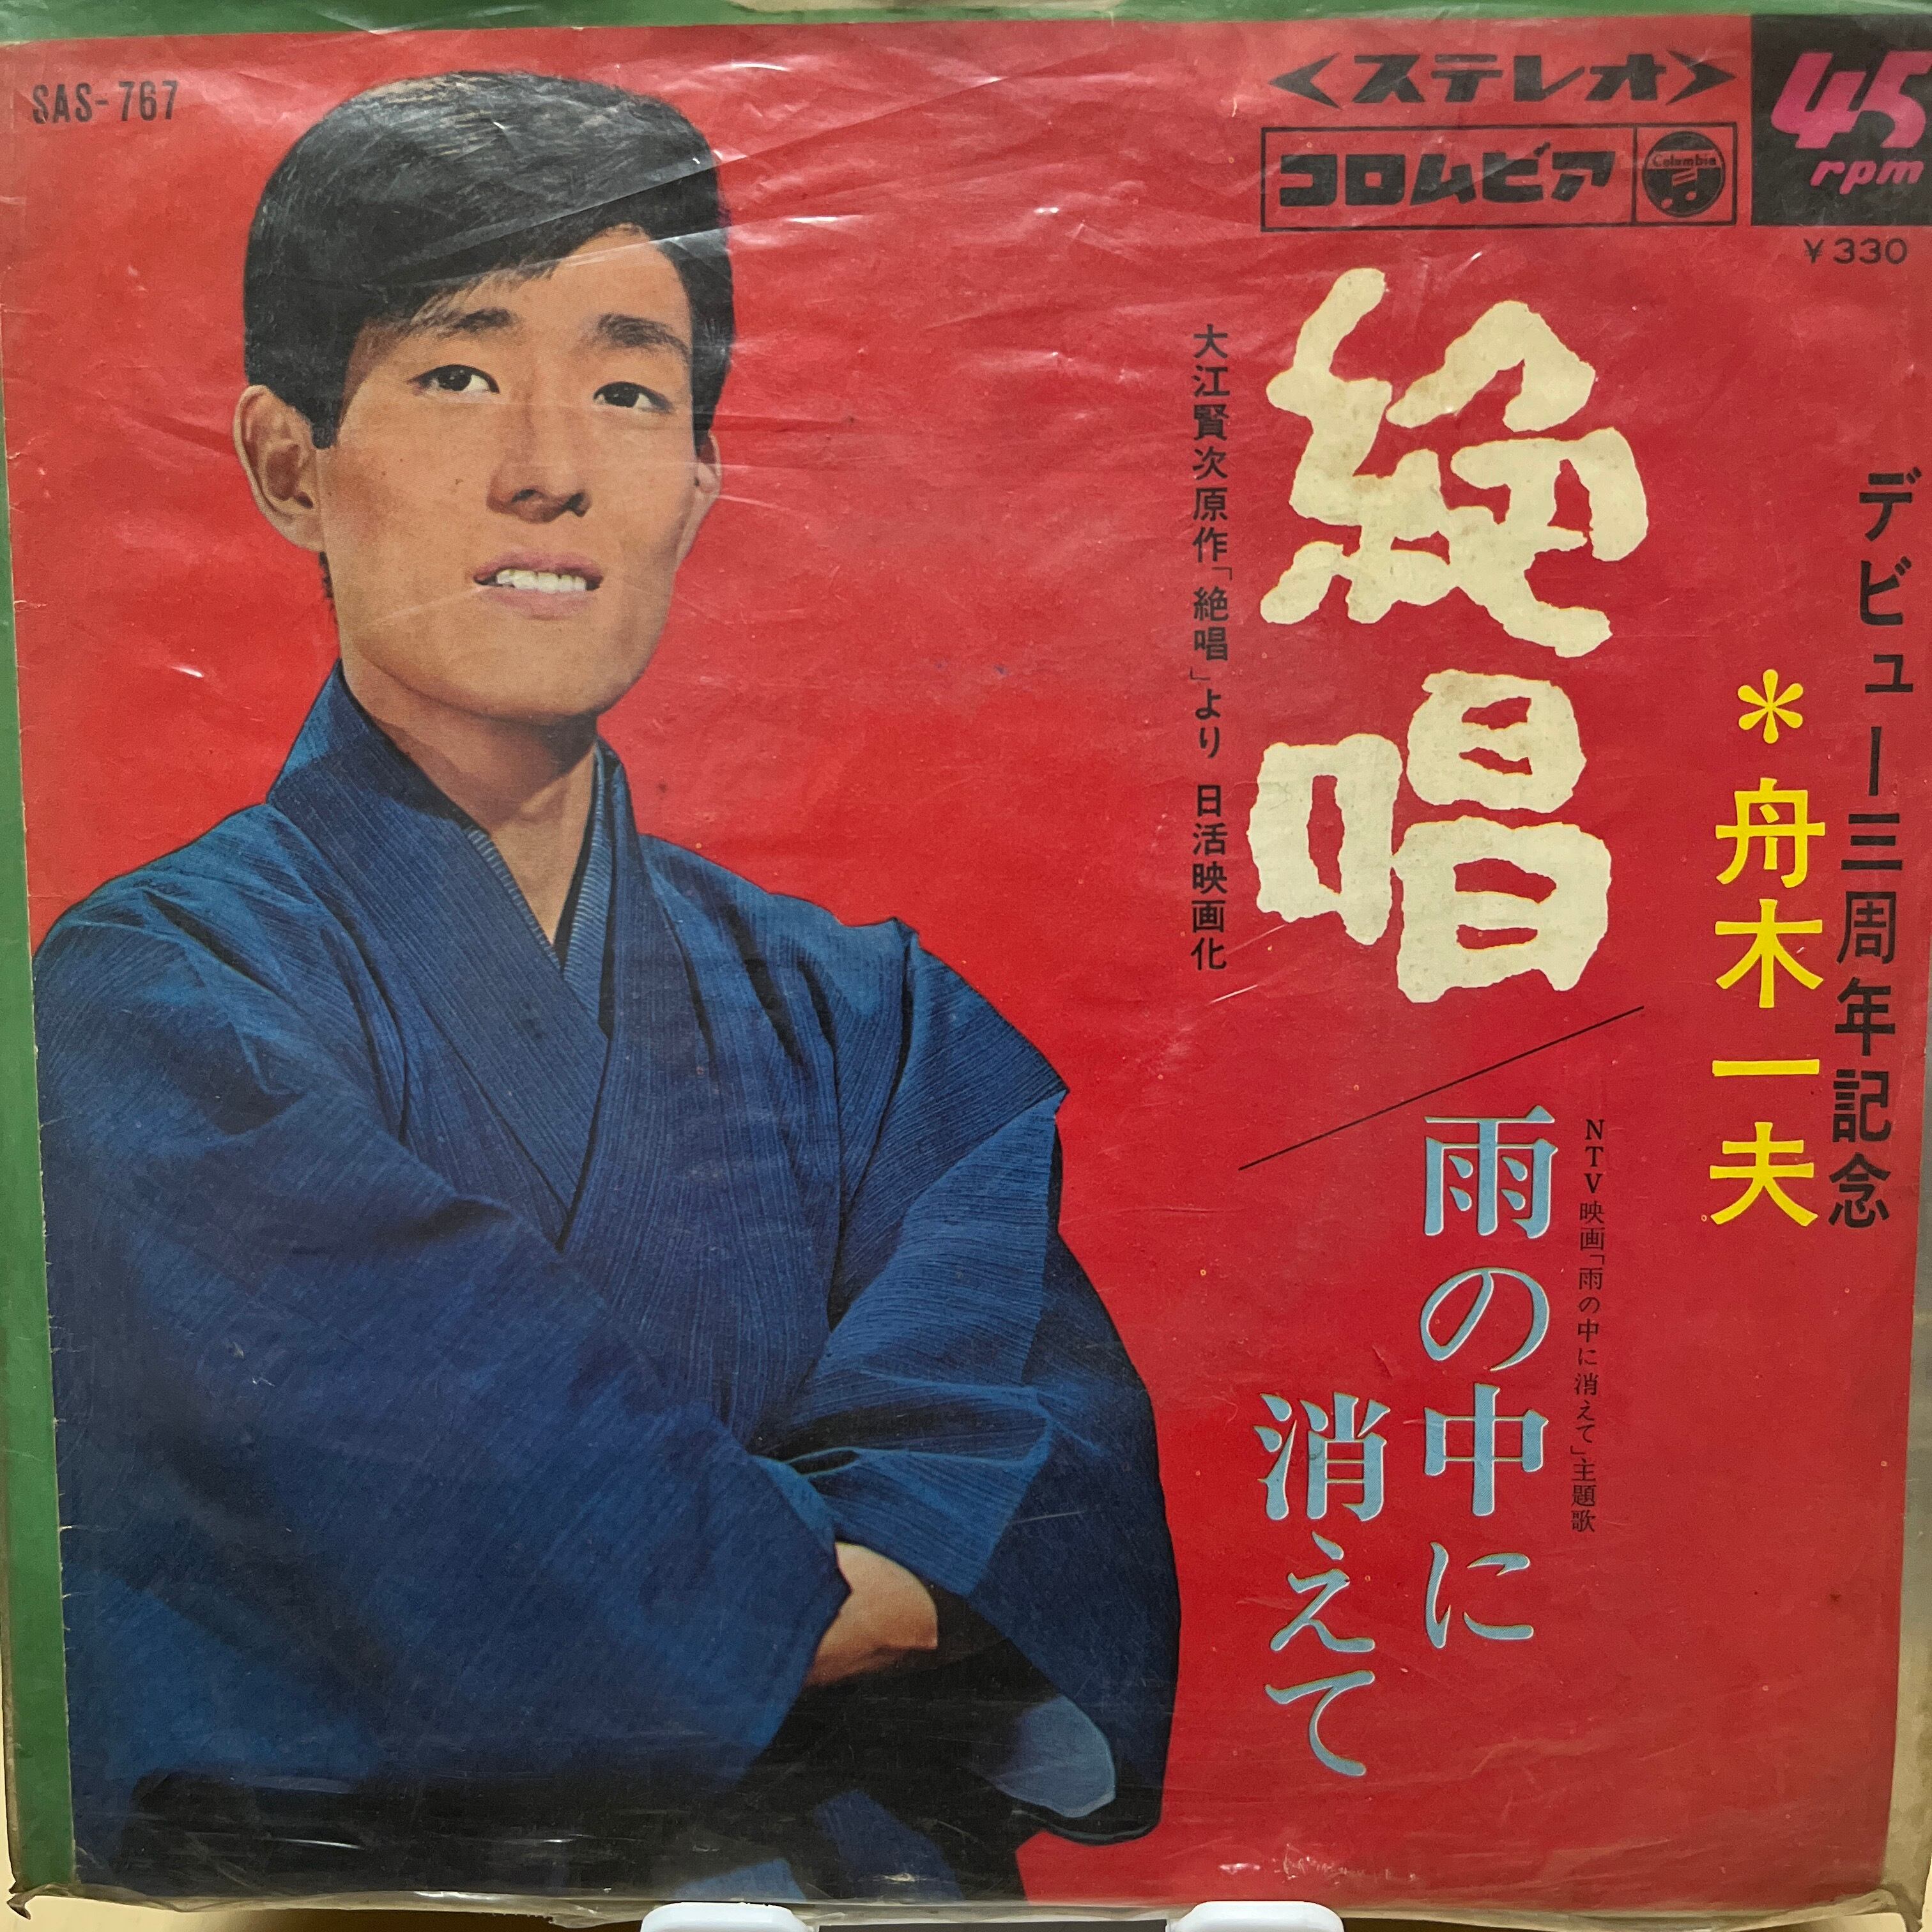 SAS-767
<ステレオ>
コロムビア
Columbia
45
rpm
¥330
デビュー三周年記念
*舟木一夫
絶唱
大江賢次原作「絶唱」より 日活映画化
NTV映画「雨の中に消えて」主題歌
雨の中に
消えて